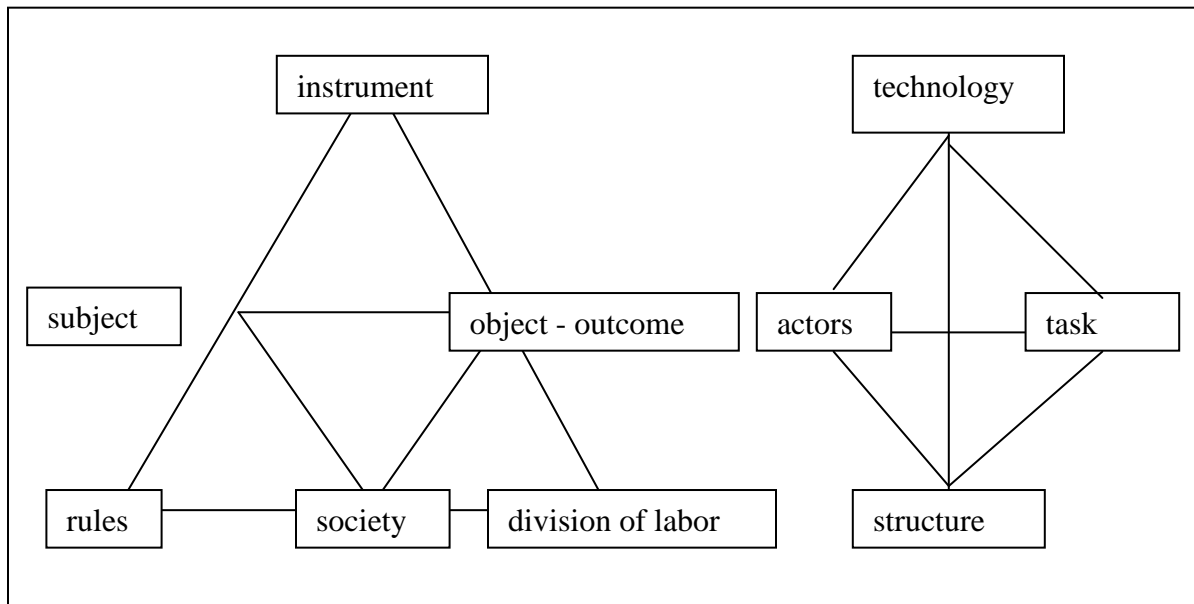 instrument
technology
subject
object - outcome
actors
task
rules
society
division of labor
structure